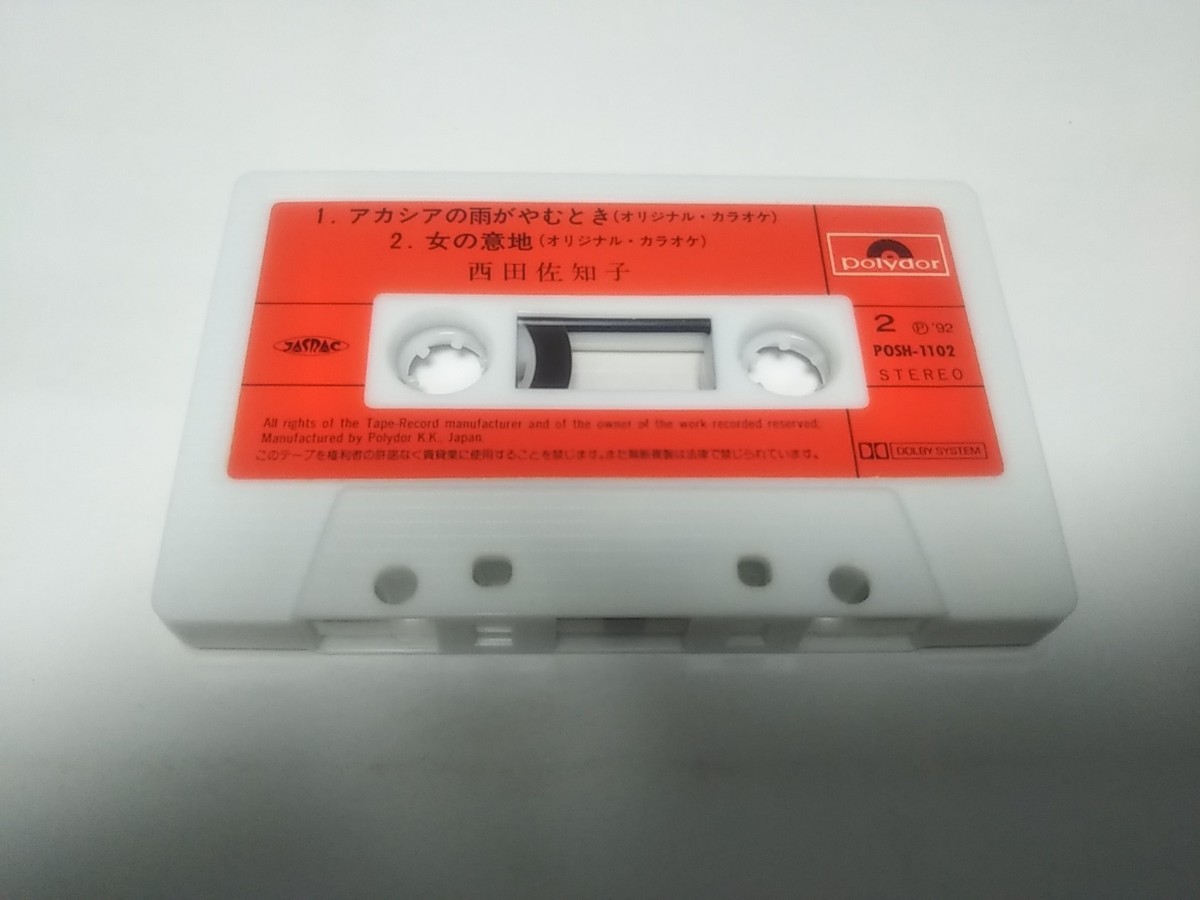 1. アカシアの雨がやむとき(オリジナル・カラオケ)
2. 女の意地(オリジナル・カラオケ)
西田佐知子
polydor
JASRAC
2 Ⓟ'92
POSH-1102
STEREO
All rights of the Tape-Record manufacturer and of the owner of the work recorded reserved.
Manufactured by Polydor K.K., Japan.
このテープを権利者の許諾なく賃貸業に使用することを禁じます。また無断複製は法律で禁じられています。
DOLBY SYSTEM